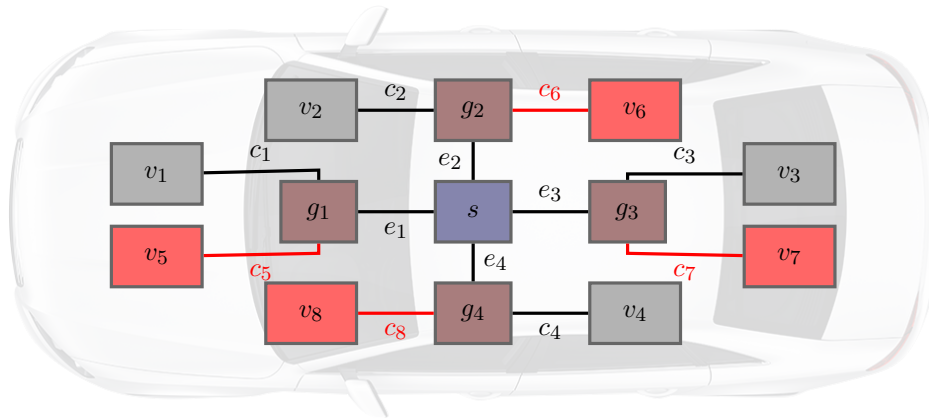 c₂ c₆
v₂ g₂ v₆
c₁ e₂ c₃
v₁ v₃
g₁ e₁ s e₃ g₃
v₅ v₇
c₅ e₄ c₇
v₈ g₄ v₄
c₈ c₄